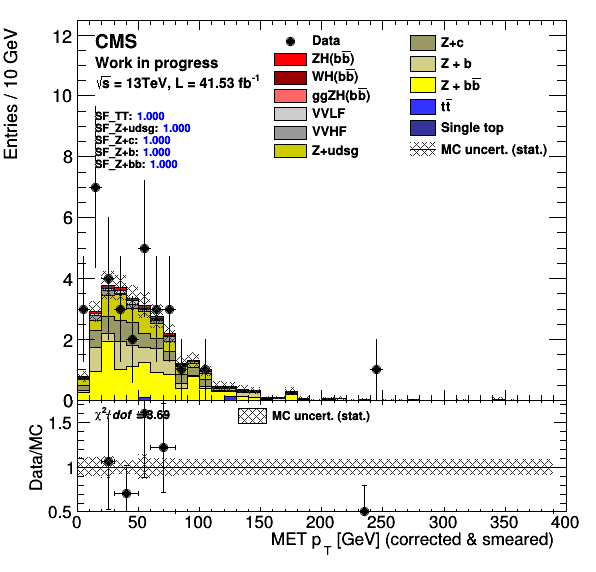 Entries / 10 GeV
12
10
8
6
4
2
0
CMS
Work in progress
√s = 13TeV, L = 41.53 fb⁻¹
SF_TT: 1.000
SF_Z+udsg: 1.000
SF_Z+c: 1.000
SF_Z+b: 1.000
SF_Z+bb: 1.000
Data
ZH(bb̅)
WH(bb̅)
ggZH(bb̅)
VVLF
VVHF
Z+udsg
Z+c
Z + b
Z + bb̅
tt̅
Single top
MC uncert. (stat.)
Data/MC
1.5
1
0.5
χ²/dof
MC uncert. (stat.)
0 50 100 150 200 250 300 350 400
MET p_T [GeV] (corrected & smeared)